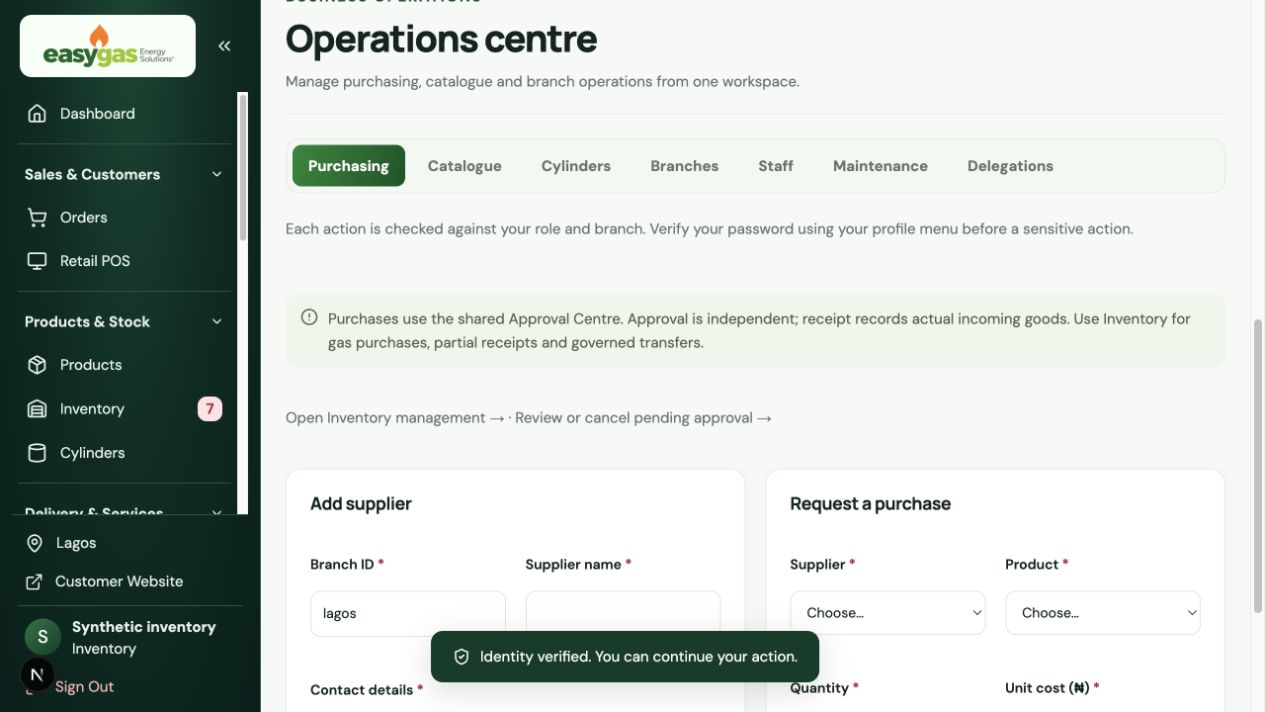 easygas Energy Solutions
«
Dashboard
Sales & Customers
Orders
Retail POS
Products & Stock
Products
Inventory 7
Cylinders
Delivery & Services
Lagos
Customer Website
S
Synthetic inventory
Inventory
N
Sign Out
BUSINESS OPERATIONS
Operations centre
Manage purchasing, catalogue and branch operations from one workspace.
Purchasing Catalogue Cylinders Branches Staff Maintenance Delegations
Each action is checked against your role and branch. Verify your password using your profile menu before a sensitive action.
Purchases use the shared Approval Centre. Approval is independent; receipt records actual incoming goods. Use Inventory for
gas purchases, partial receipts and governed transfers.
Open Inventory management → · Review or cancel pending approval →
Add supplier
Branch ID * Supplier name *
lagos
Contact details *
Request a purchase
Supplier * Product *
Choose... Choose...
Quantity * Unit cost (₦) *
Identity verified. You can continue your action.